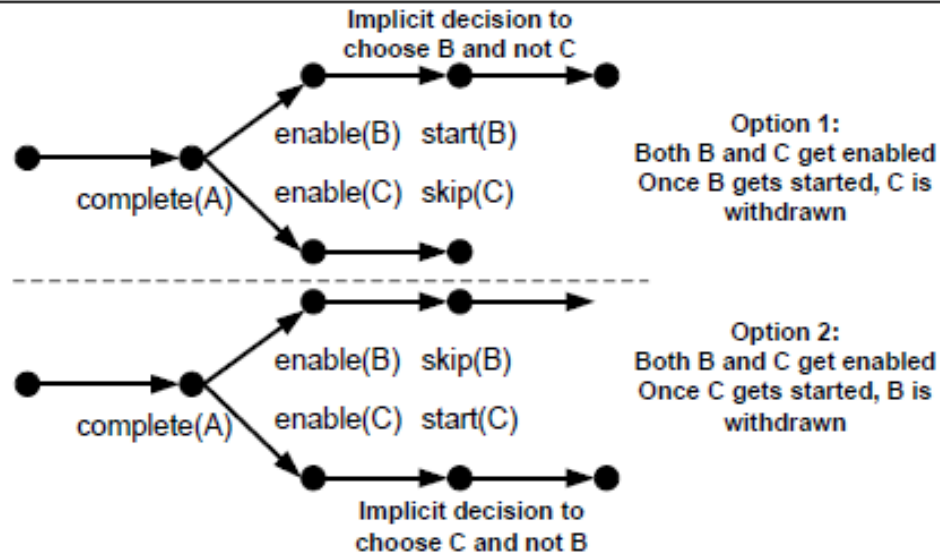 Implicit decision to
choose B and not C
enable(B) start(B)
enable(C) skip(C)
complete(A)
Option 1:
Both B and C get enabled
Once B gets started, C is
withdrawn
enable(B) skip(B)
enable(C) start(C)
complete(A)
Option 2:
Both B and C get enabled
Once C gets started, B is
withdrawn
Implicit decision to
choose C and not B